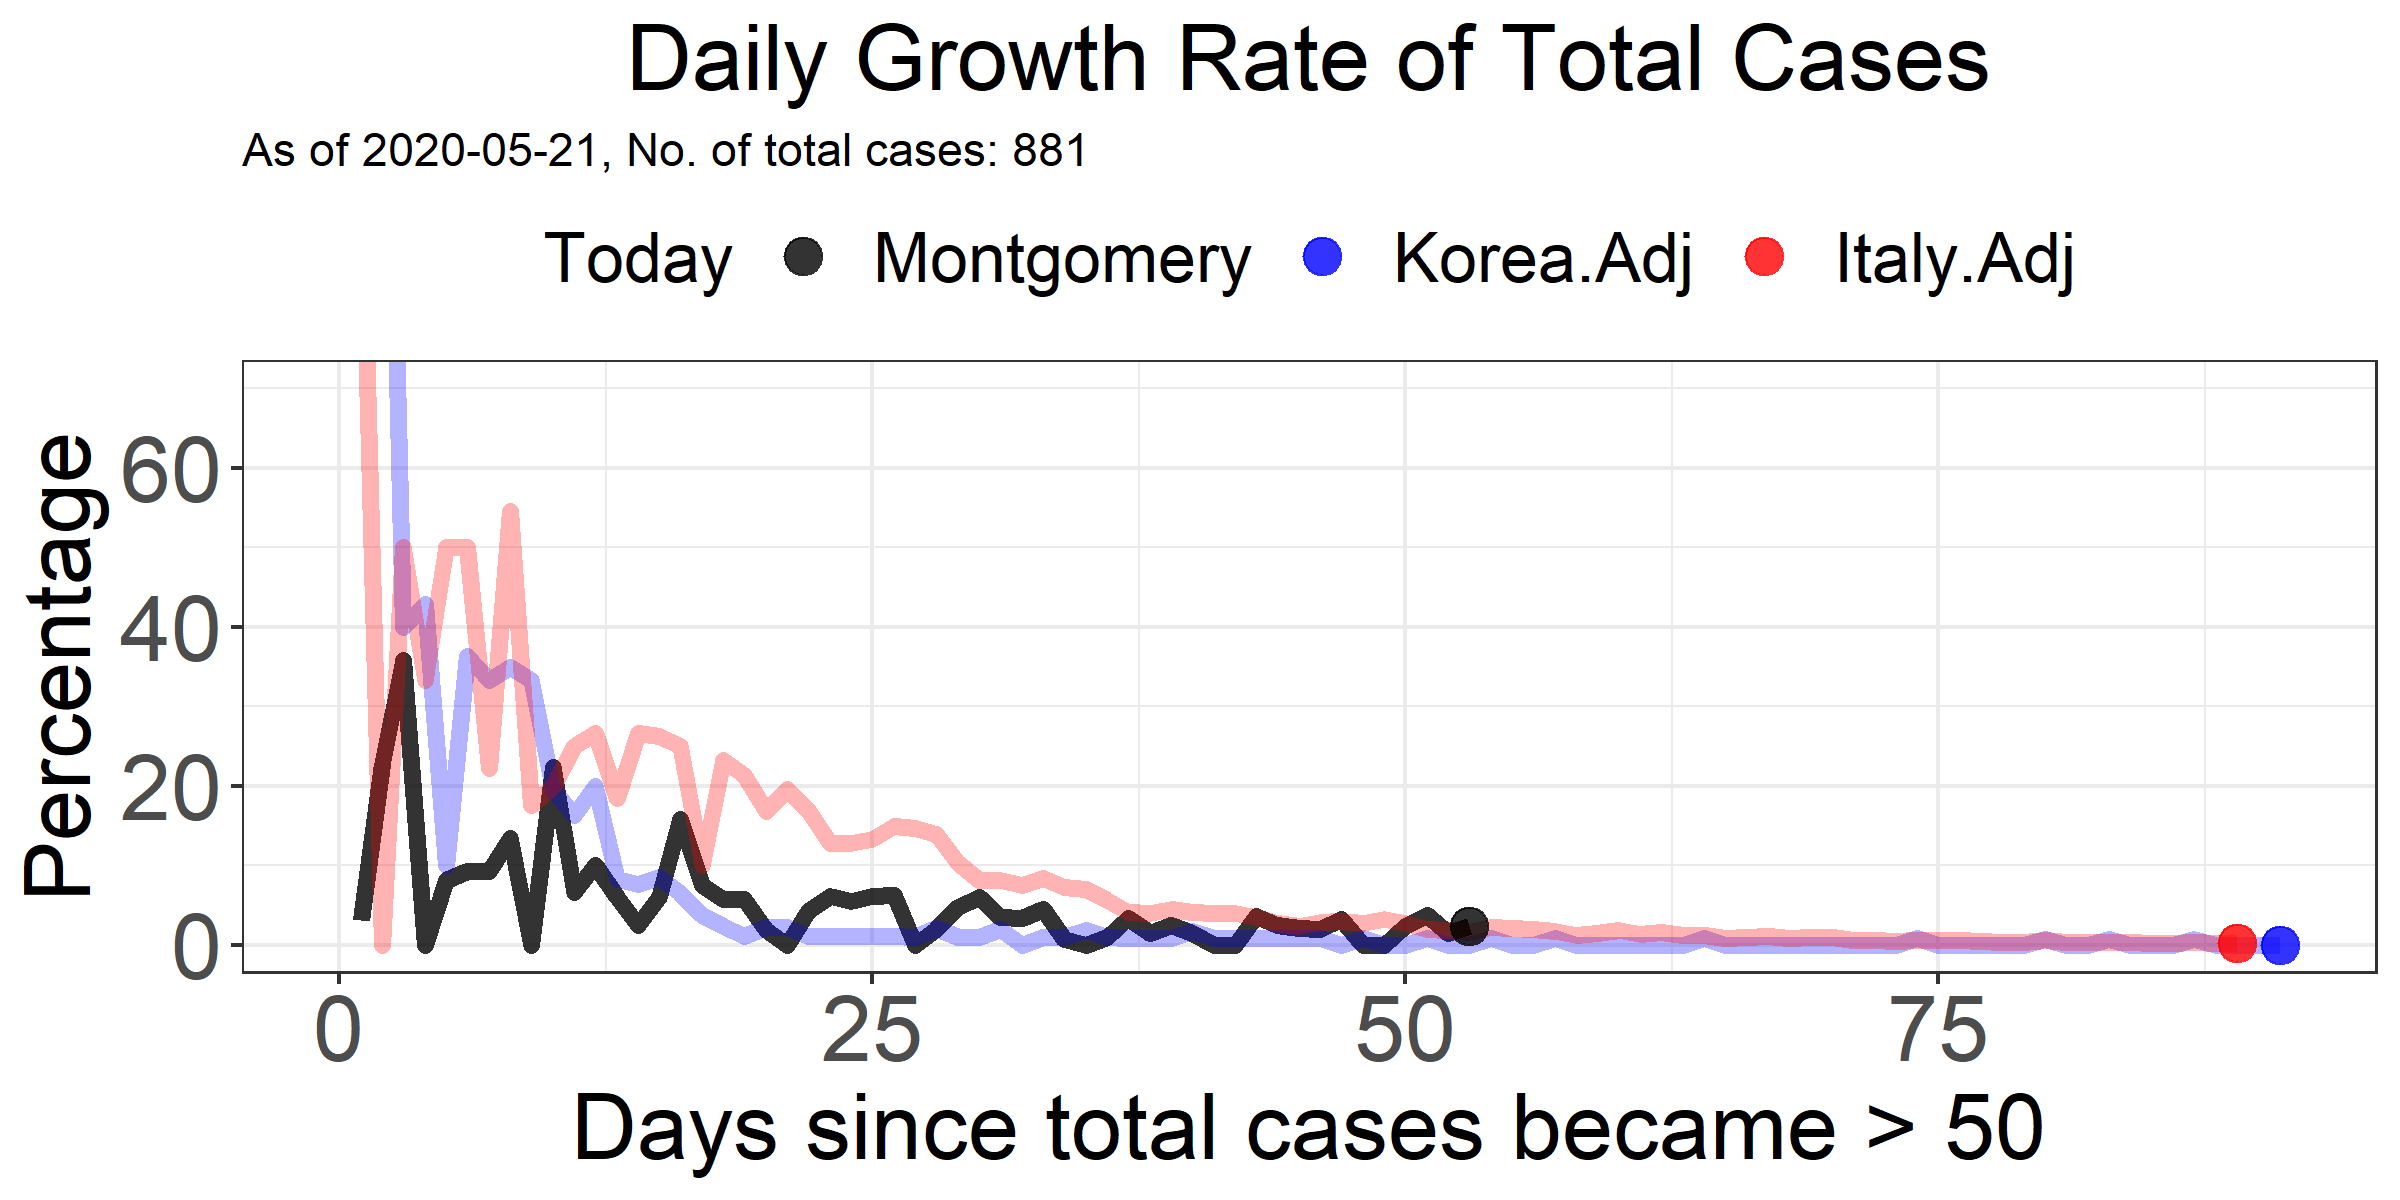 Daily Growth Rate of Total Cases
As of 2020-05-21, No. of total cases: 881
Today Montgomery Korea.Adj Italy.Adj
Percentage
60
40
20
0
0 25 50 75
Days since total cases became > 50